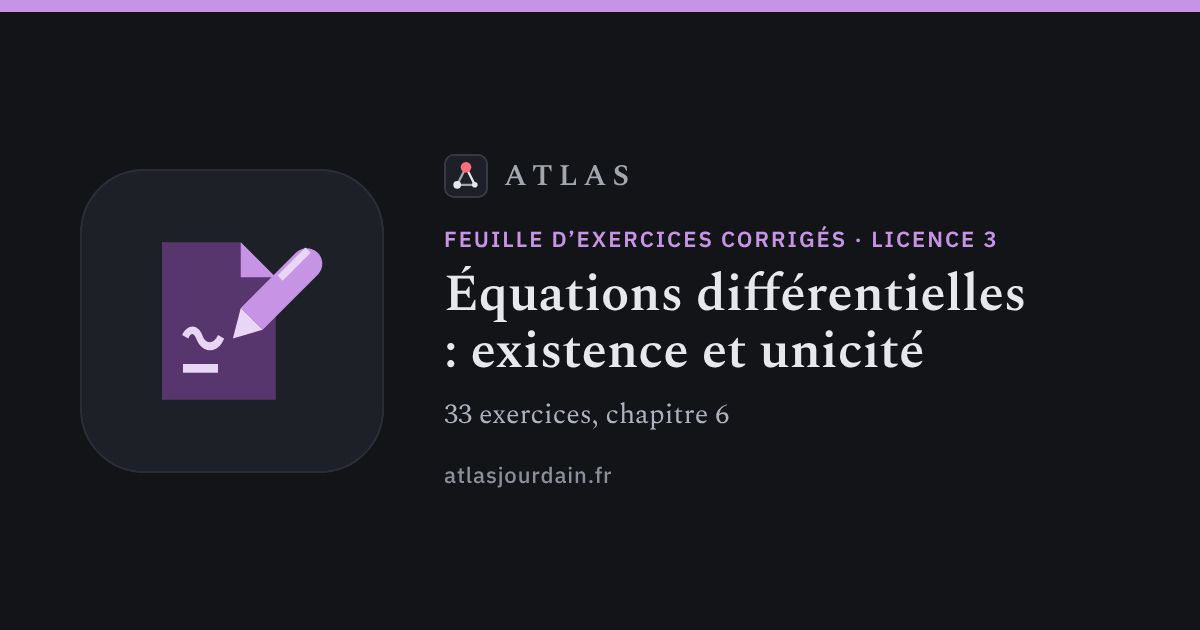 ATLAS
FEUILLE D’EXERCICES CORRIGÉS · LICENCE 3
Équations différentielles
: existence et unicité
33 exercices, chapitre 6
atlasjourdain.fr